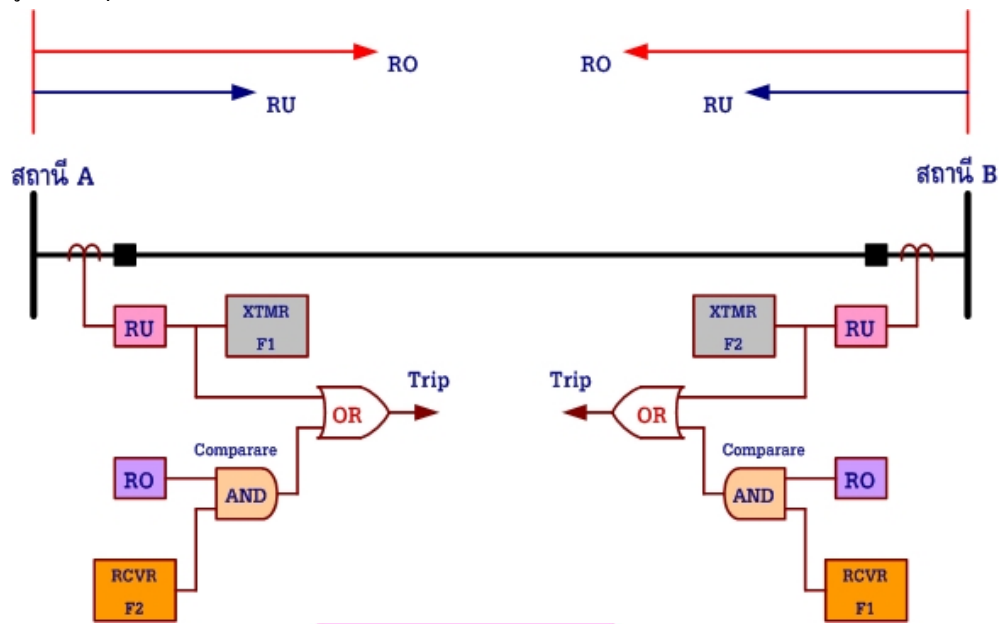 RO
RO
RU
RU
สถานี A
สถานี B
RU
XTMR
F1
XTMR
F2
RU
Trip
Trip
OR
OR
Comparare
Comparare
RO
AND
AND
RO
RCVR
F2
RCVR
F1